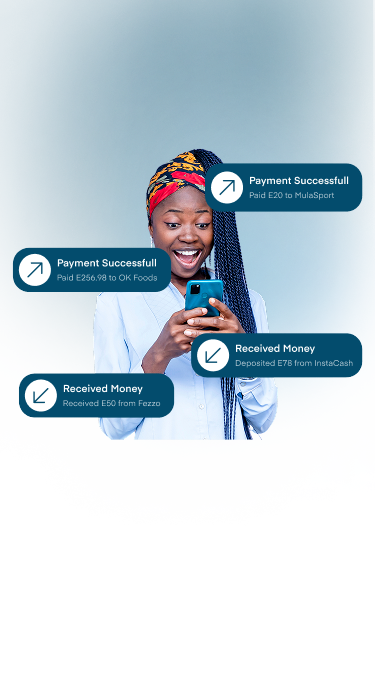 Payment Successfull
Paid E20 to MulaSport
Payment Successfull
Paid E256.98 to OK Foods
Received Money
Deposited E78 from InstaCash
Received Money
Received E50 from Fezzo